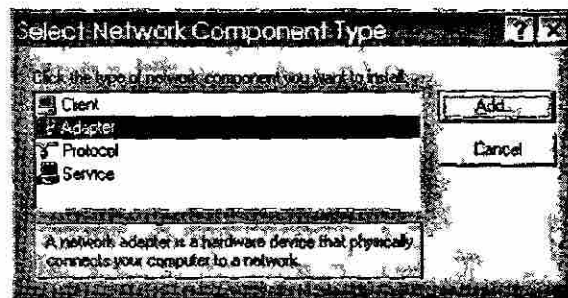 Select Network Component Type
Click the type of network component you want to install:
Client
Adapter
Protocol
Service
Add...
Cancel
A network adapter is a hardware device that physically
connects your computer to a network.